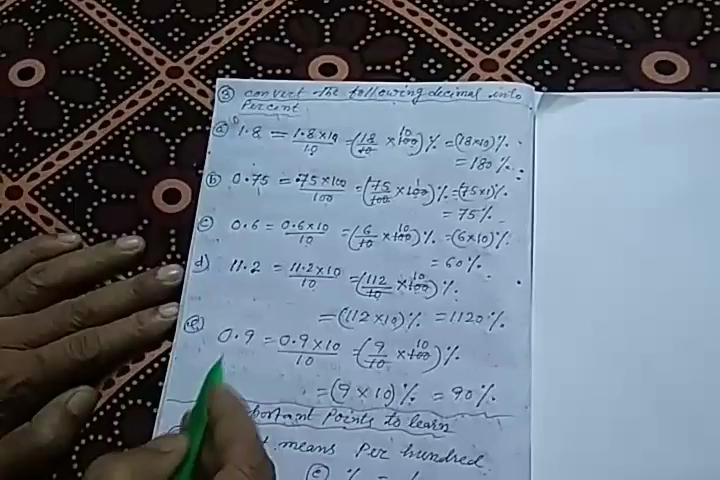 ③ convert the following decimal into
Percent
a) 1.8 = 1.8×10/10 = (18/10 × 100)% = (18×10)%
= 180%
b) 0.75 = .75×100/100 = (75/100 × 100)% = (75×1)%
= 75%
c) 0.6 = 0.6×10/10 = (6/10 × 100)% = (6×10)%
= 60%
d) 11.2 = 11.2×10/10 = (112/10 × 100)%
= (112×10)% = 1120%
e) 0.9 = 0.9×10/10 = (9/10 × 100)%
= (9×10)% = 90%
Points to learn
means Per hundred